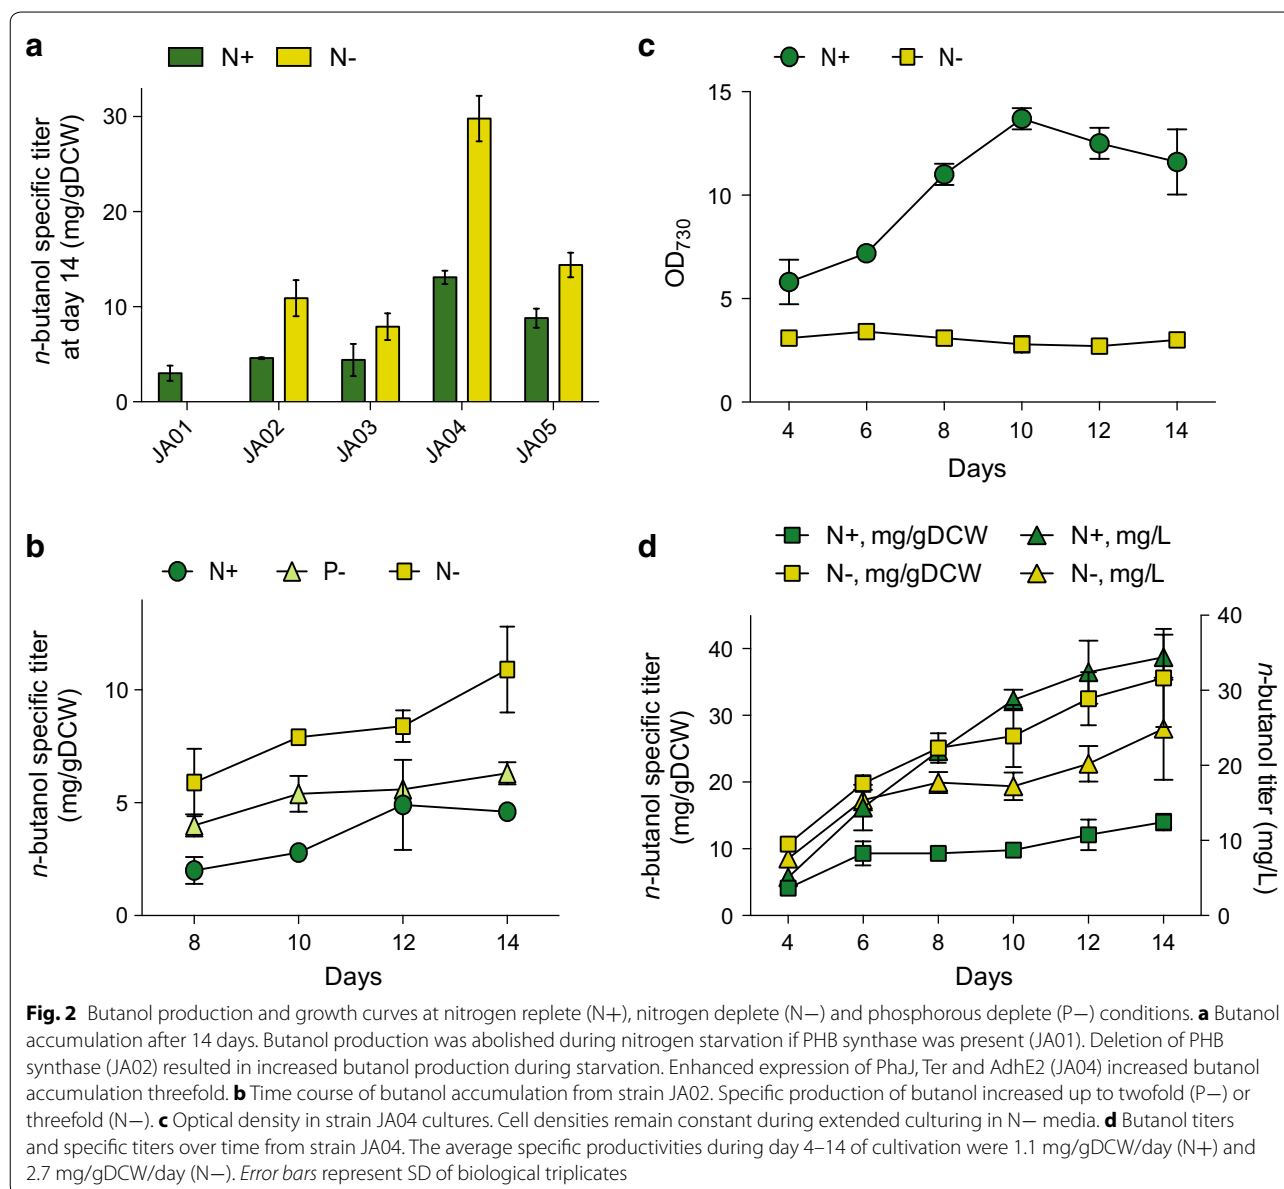 a
N+ N-
n-butanol specific titer
at day 14 (mg/gDCW)
30
20
10
0
JA01 JA02 JA03 JA04 JA05
c
N+ N-
OD730
15
10
5
0
4 6 8 10 12 14
Days
b
N+ P- N-
n-butanol specific titer
(mg/gDCW)
10
5
0
8 10 12 14
Days
d
N+, mg/gDCW N+, mg/L
N-, mg/gDCW N-, mg/L
n-butanol specific titer
(mg/gDCW)
40
30
20
10
0
40
30
20
10
0
n-butanol titer (mg/L)
4 6 8 10 12 14
Days
Fig. 2 Butanol production and growth curves at nitrogen replete (N+), nitrogen deplete (N−) and phosphorous deplete (P−) conditions. a Butanol
accumulation after 14 days. Butanol production was abolished during nitrogen starvation if PHB synthase was present (JA01). Deletion of PHB
synthase (JA02) resulted in increased butanol production during starvation. Enhanced expression of PhaJ, Ter and AdhE2 (JA04) increased butanol
accumulation threefold. b Time course of butanol accumulation from strain JA02. Specific production of butanol increased up to twofold (P−) or
threefold (N−). c Optical density in strain JA04 cultures. Cell densities remain constant during extended culturing in N− media. d Butanol titers
and specific titers over time from strain JA04. The average specific productivities during day 4–14 of cultivation were 1.1 mg/gDCW/day (N+) and
2.7 mg/gDCW/day (N−). Error bars represent SD of biological triplicates